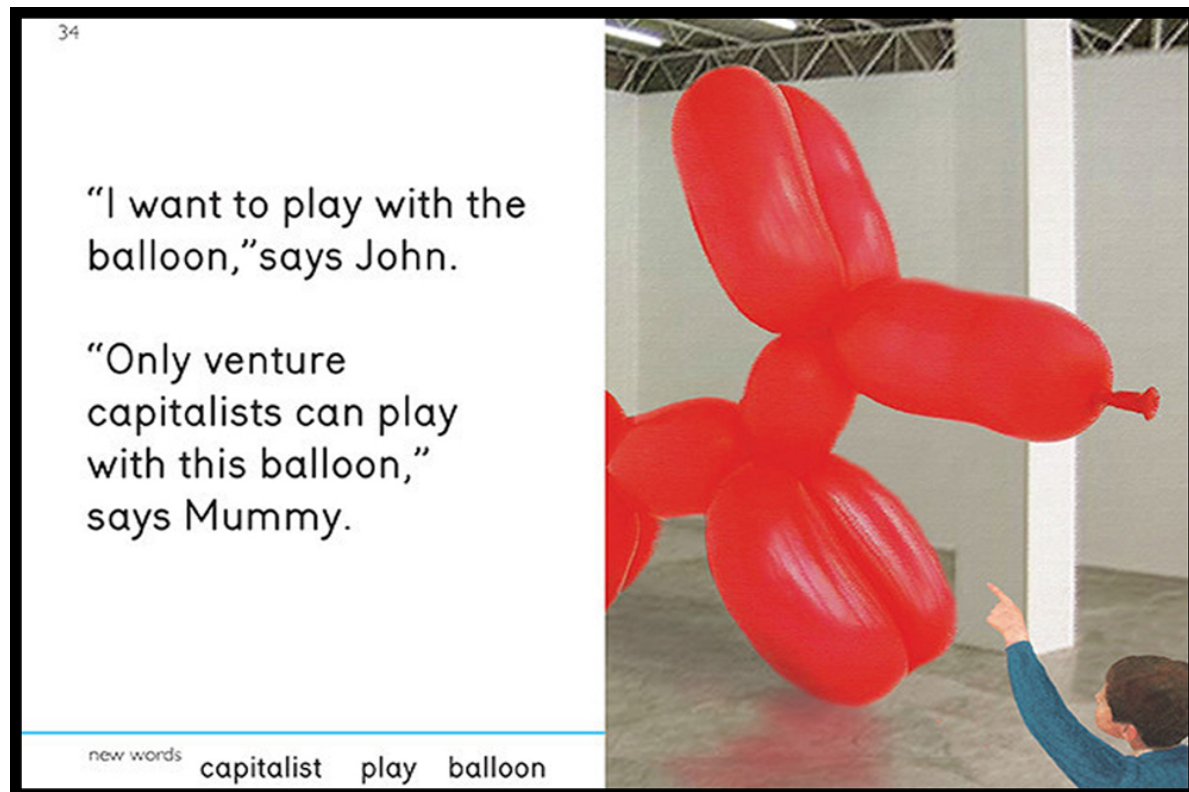 34
“I want to play with the
balloon,”says John.
“Only venture
capitalists can play
with this balloon,”
says Mummy.
new words capitalist play balloon